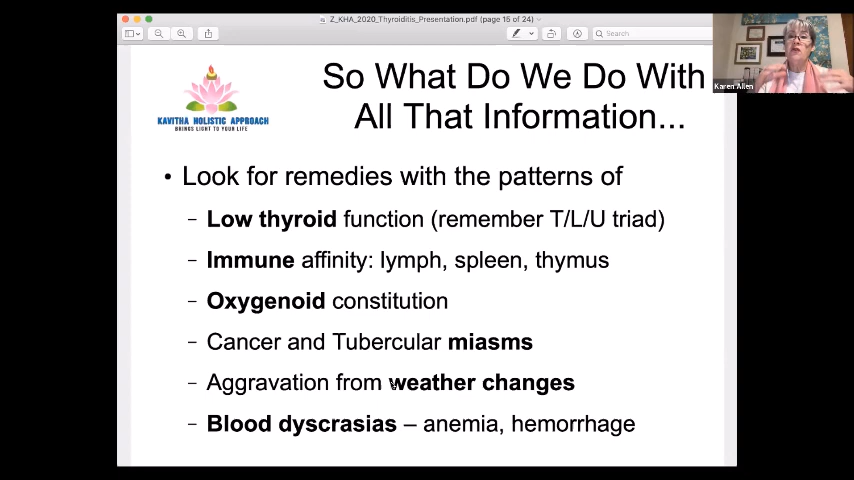 Z_KHA_2020_Thyroiditis_Presentation.pdf (page 15 of 24)
Search
Karen Allen
KAVITHA HOLISTIC APPROACH
BRINGS LIGHT TO YOUR LIFE
So What Do We Do With
All That Information...
• Look for remedies with the patterns of
– Low thyroid function (remember T/L/U triad)
– Immune affinity: lymph, spleen, thymus
– Oxygenoid constitution
– Cancer and Tubercular miasms
– Aggravation from weather changes
– Blood dyscrasias – anemia, hemorrhage